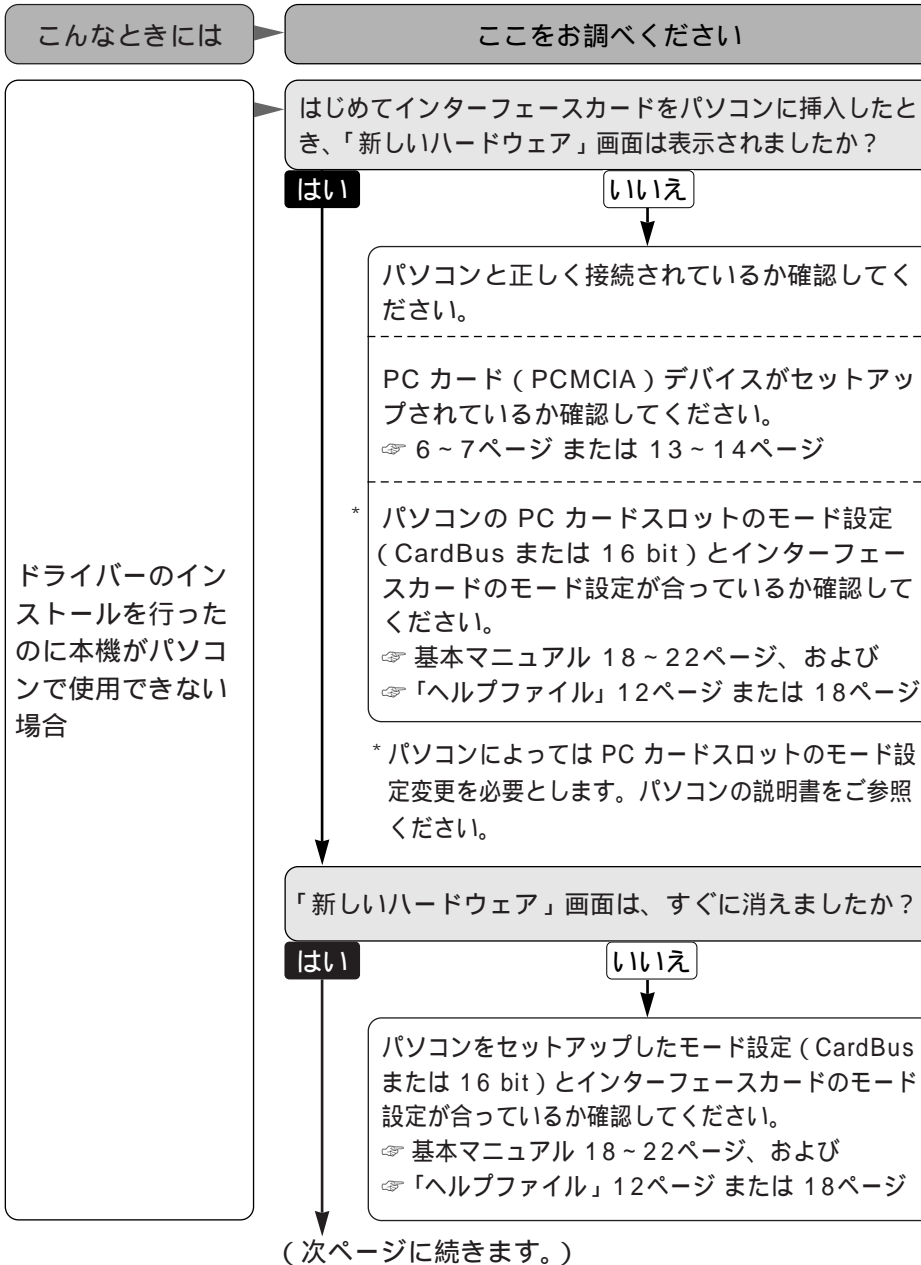 こんなときには
ここをお調べください
ドライバーのイン
ストールを行った
のに本機がパソコ
ンで使用できない
場合
はじめてインターフェースカードをパソコンに挿入したと
き、「新しいハードウェア」画面は表示されましたか？
はい
いいえ
パソコンと正しく接続されているか確認してく
ださい。
PC カード（PCMCIA）デバイスがセットアッ
プされているか確認してください。
☞ 6～7ページ または 13～14ページ
* パソコンの PC カードスロットのモード設定
（CardBus または 16 bit）とインターフェー
スカードのモード設定が合っているか確認して
ください。
☞ 基本マニュアル 18～22ページ、および
☞「ヘルプファイル」12ページ または 18ページ
* パソコンによっては PC カードスロットのモード設
定変更を必要とします。パソコンの説明書をご参照
ください。
「新しいハードウェア」画面は、すぐに消えましたか？
はい
いいえ
パソコンをセットアップしたモード設定（CardBus
または 16 bit）とインターフェースカードのモード
設定が合っているか確認してください。
☞ 基本マニュアル 18～22ページ、および
☞「ヘルプファイル」12ページ または 18ページ
（次ページに続きます。）